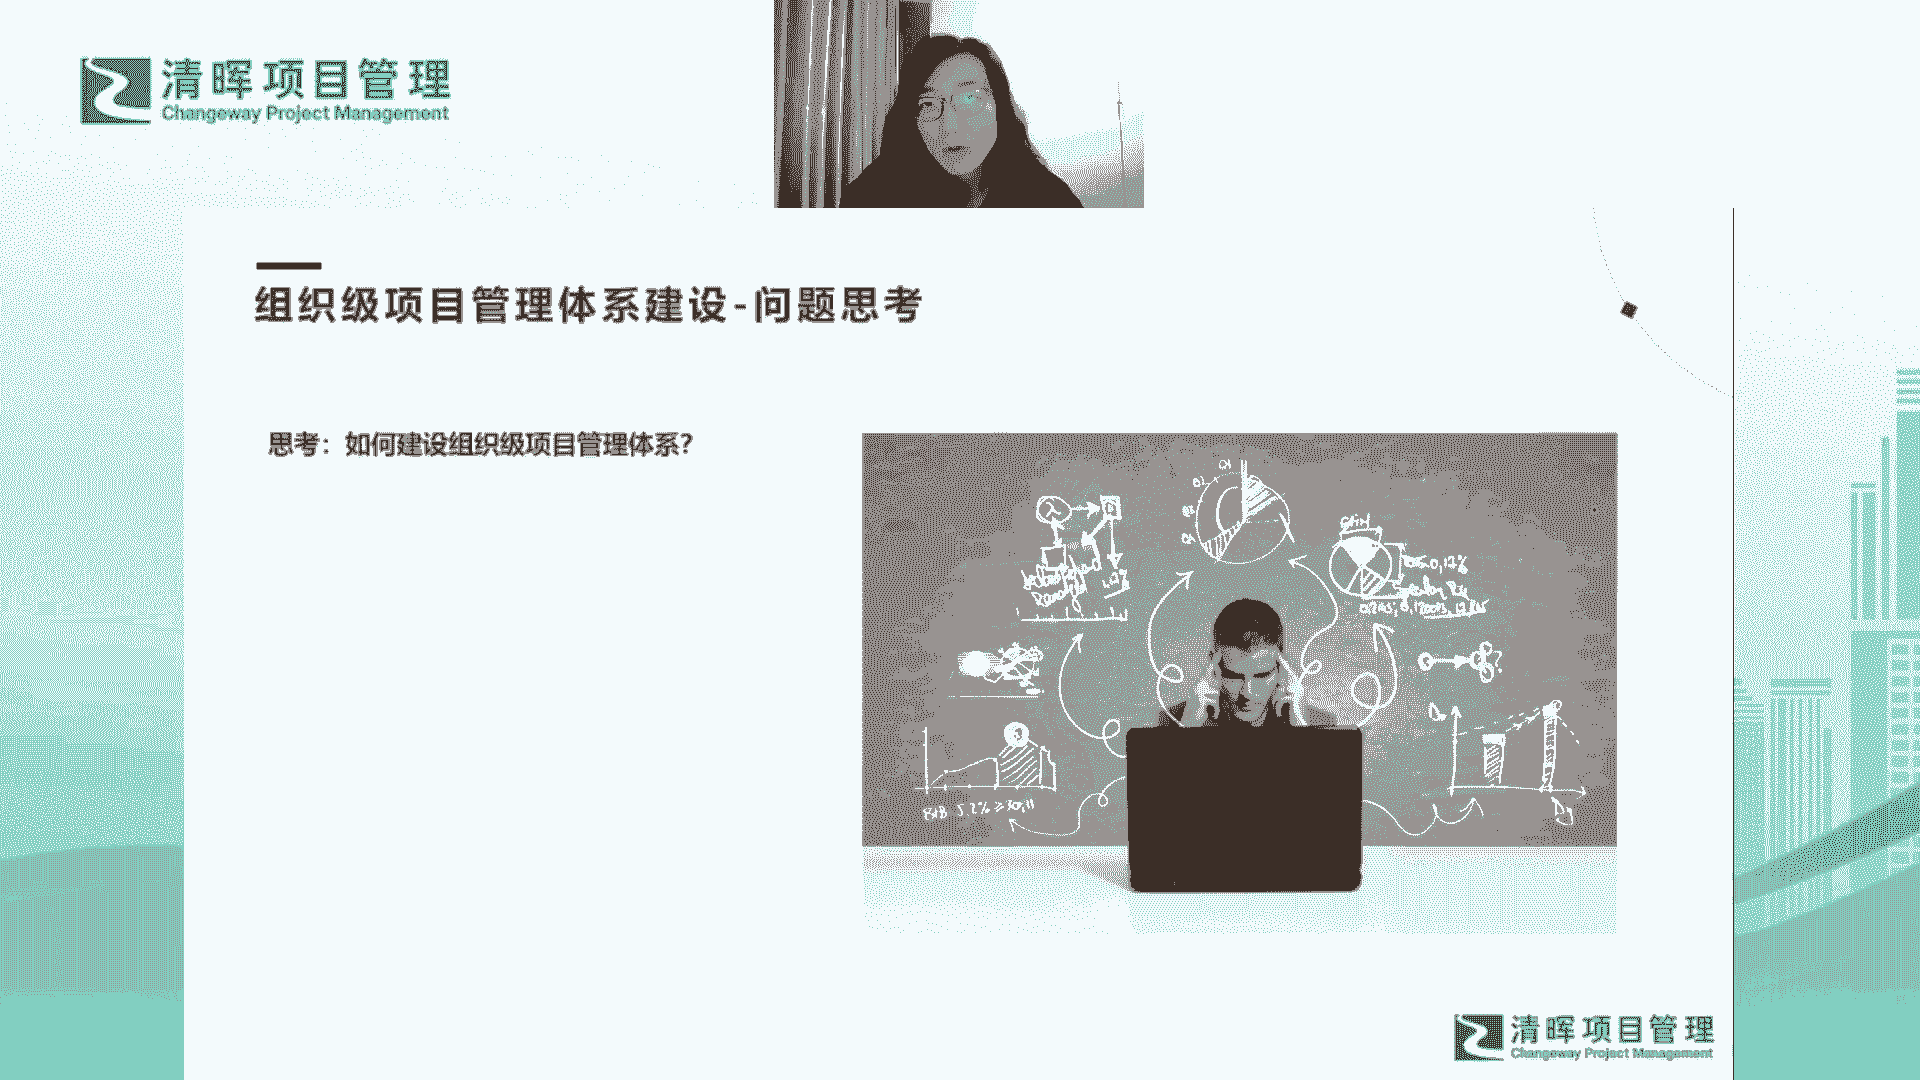 清晖项目管理
Changeway Project Management
组织级项目管理体系建设-问题思考
思考：如何建设组织级项目管理体系?
清晖项目管理
Changeway Project Management